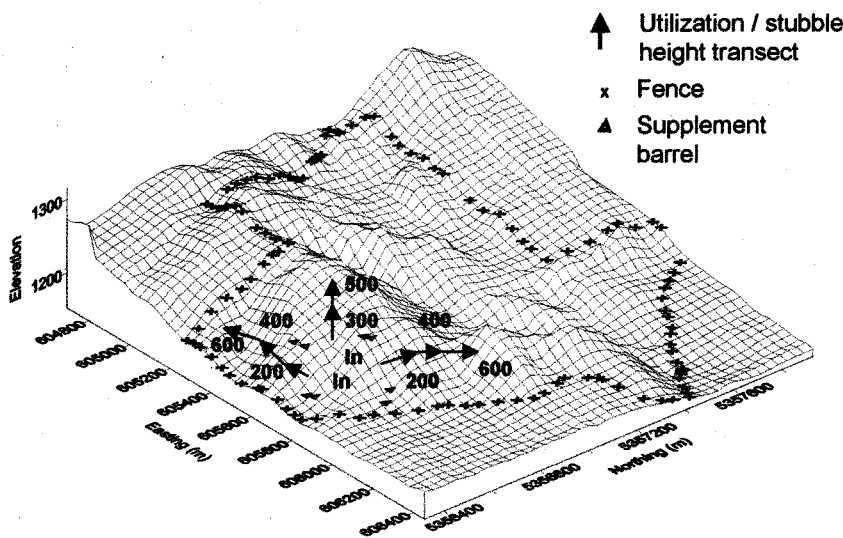 Utilization / stubble
height transect
Fence
Supplement
barrel
1300
1200
Elevation
500
400
300
400
600
In
200
In
200
600
604800
605000
605200
605400
605600
605800
606000
606200
606400
Easting (m)
5356400
5356800
5357200
5357600
Northing (m)